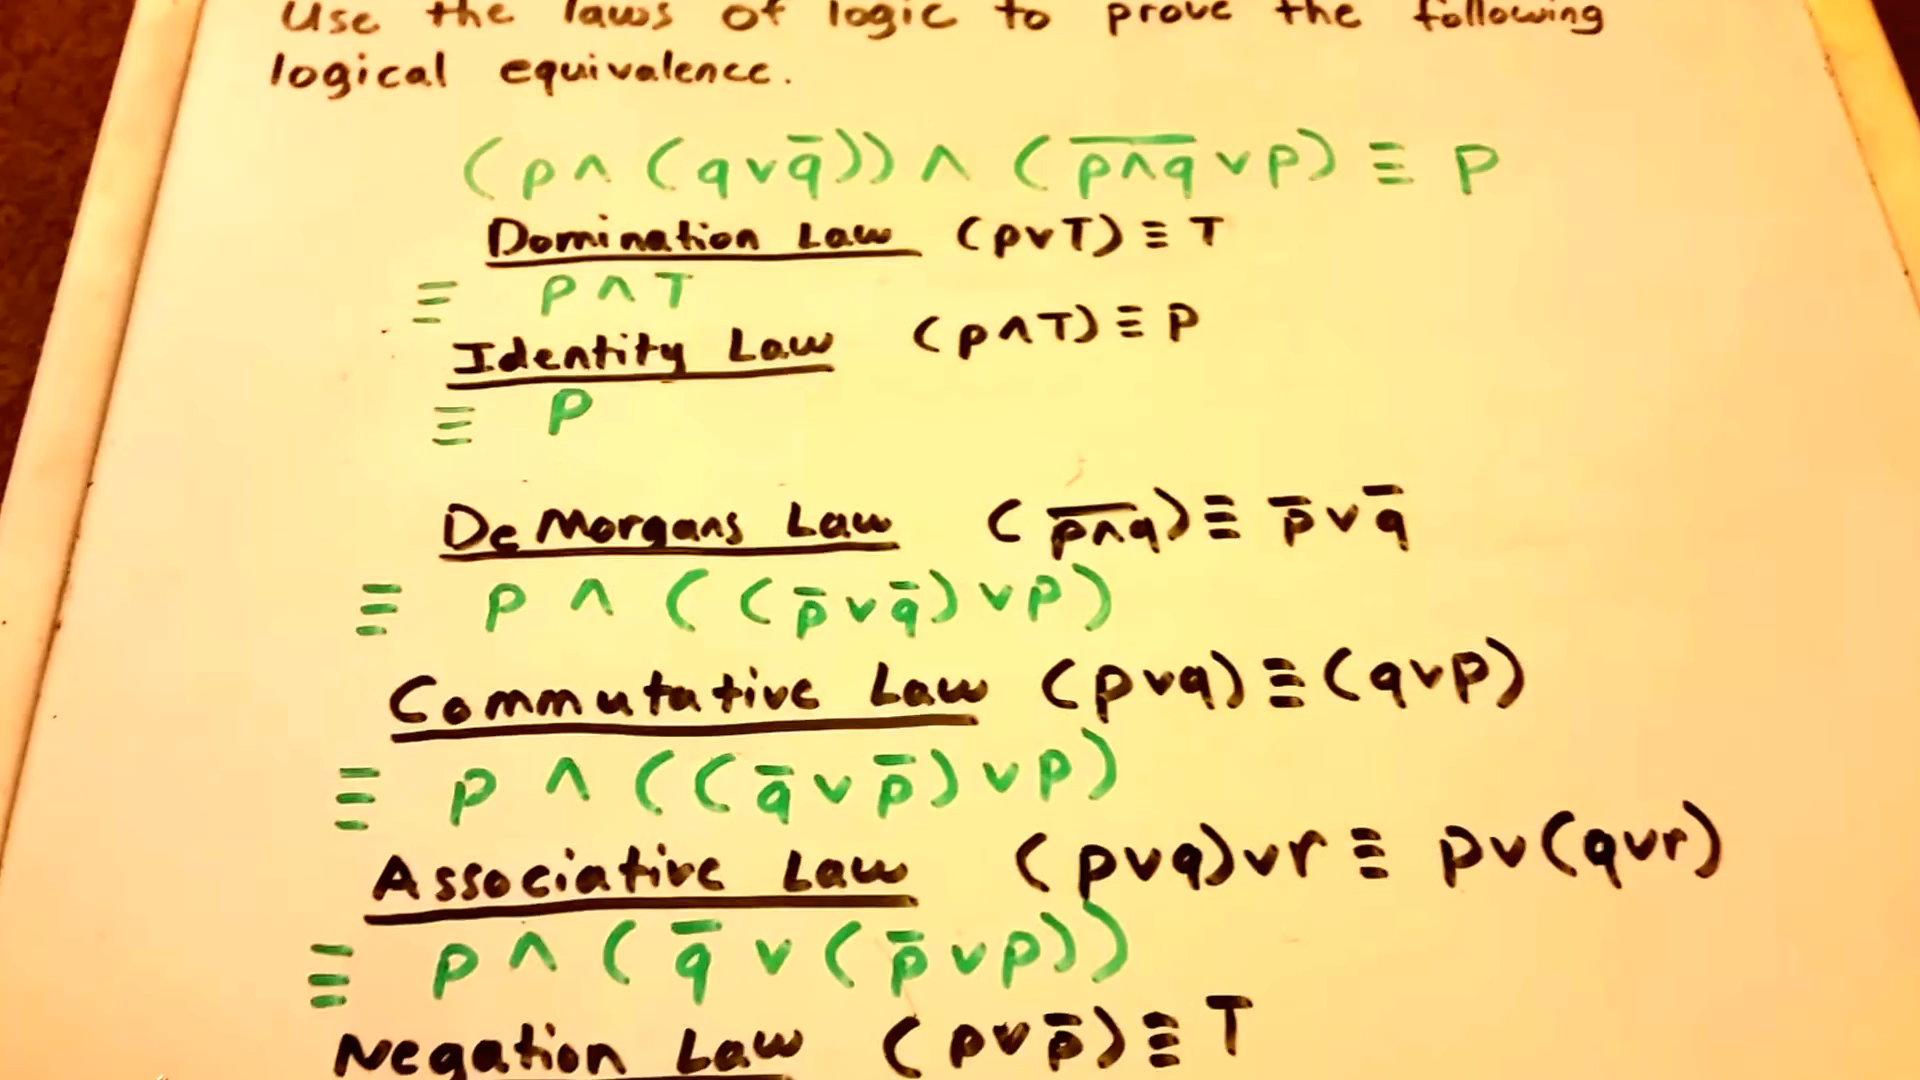 Use the laws of logic to prove the following
logical equivalence.
(p ∧ (q ∨ q̅)) ∧ (p̅∧̅q̅ ∨ p) ≡ p
Domination Law (p∨T) ≡ T
≡ p ∧ T
Identity Law (p∧T) ≡ p
≡ p
De Morgans Law (p̅∧̅q̅) ≡ p̅ ∨ q̅
≡ p ∧ ((p̅ ∨ q̅) ∨ p)
Commutative Law (p∨q) ≡ (q∨p)
≡ p ∧ ((q̅ ∨ p̅) ∨ p)
Associative Law (p∨q)∨r ≡ p∨(q∨r)
≡ p ∧ (q̅ ∨ (p̅ ∨ p))
Negation Law (p∨p̅) ≡ T